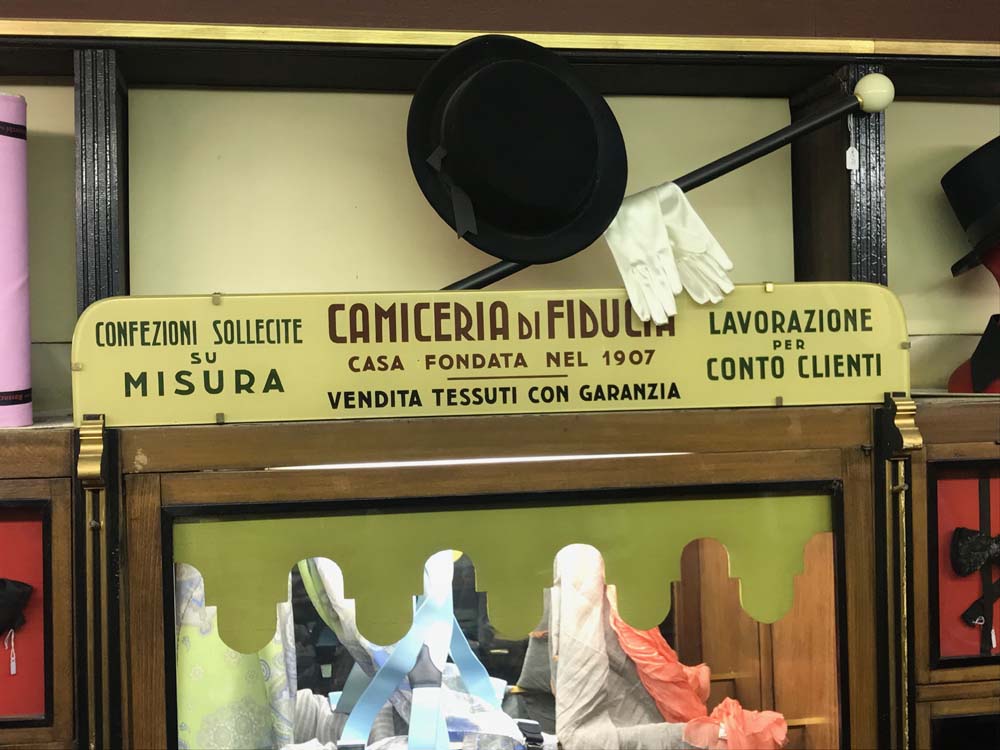 CONFEZIONI SOLLECITE
SU
MISURA
CAMICERIA DI FIDUCIA
CASA FONDATA NEL 1907
VENDITA TESSUTI CON GARANZIA
LAVORAZIONE
PER
CONTO CLIENTI